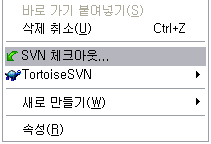 바로 가기 붙여넣기(S)
삭제 취소(U) Ctrl+Z
SVN 체크아웃...
TortoiseSVN
새로 만들기(W)
속성(R)